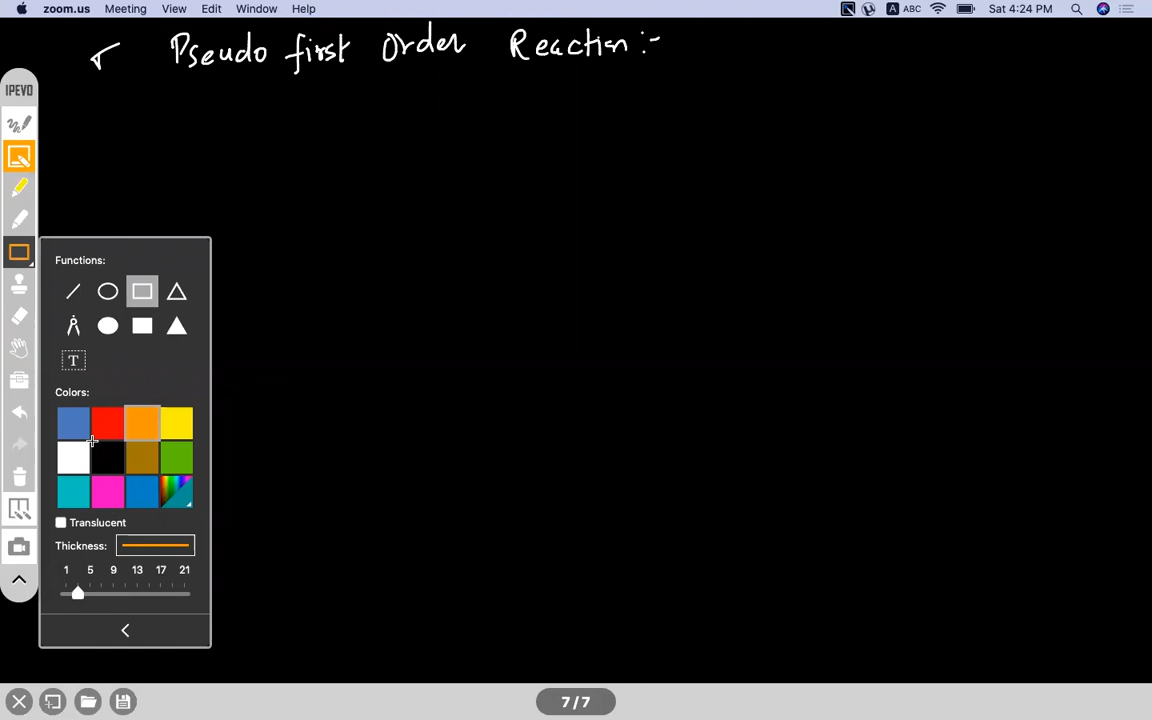 zoom.us Meeting View Edit Window Help A ABC Sat 4:24 PM
Pseudo first Order Reaction :-
IPEVO
Functions:
T
Colors:
Translucent
Thickness:
1 5 9 13 17 21
7/7